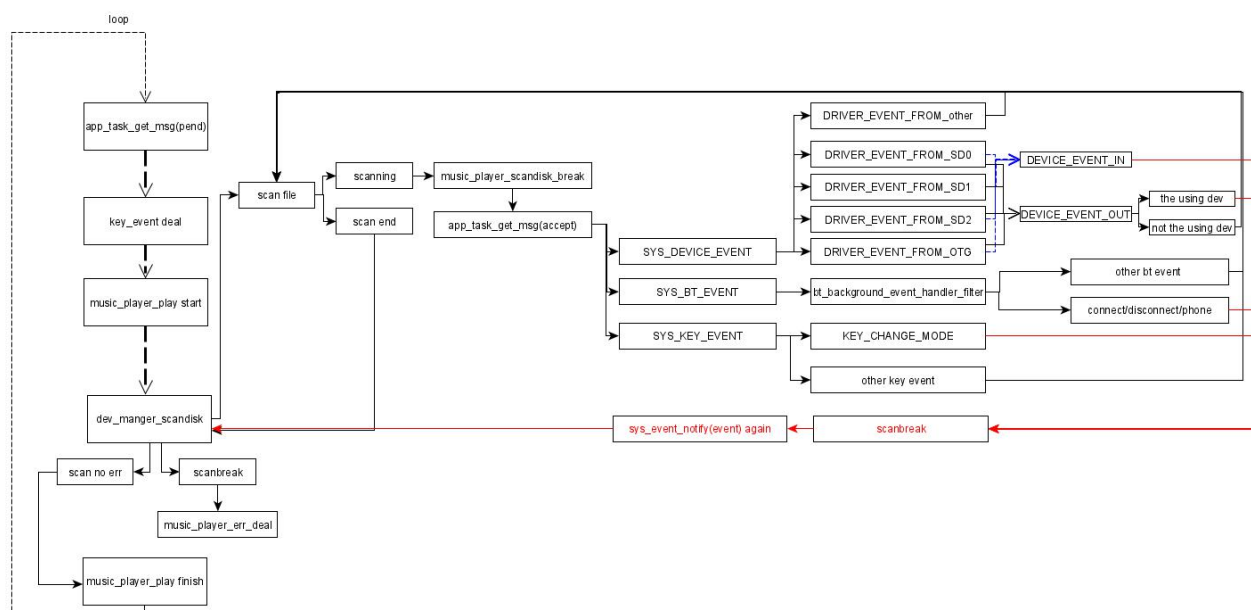 loop
app_task_get_msg(pend)
key_event deal
music_player_play start
dev_manger_scandisk
scan no err
scanbreak
music_player_err_deal
music_player_play finish
scan file
scanning
scan end
music_player_scandisk_break
app_task_get_msg(accept)
SYS_DEVICE_EVENT
SYS_BT_EVENT
SYS_KEY_EVENT
DRIVER_EVENT_FROM_other
DRIVER_EVENT_FROM_SD0
DRIVER_EVENT_FROM_SD1
DRIVER_EVENT_FROM_SD2
DRIVER_EVENT_FROM_OTG
bt_background_event_handler_filter
KEY_CHANGE_MODE
other key event
DEVICE_EVENT_IN
DEVICE_EVENT_OUT
the using dev
not the using dev
other bt event
connect/disconnect/phone
scanbreak
sys_event_notify(event) again